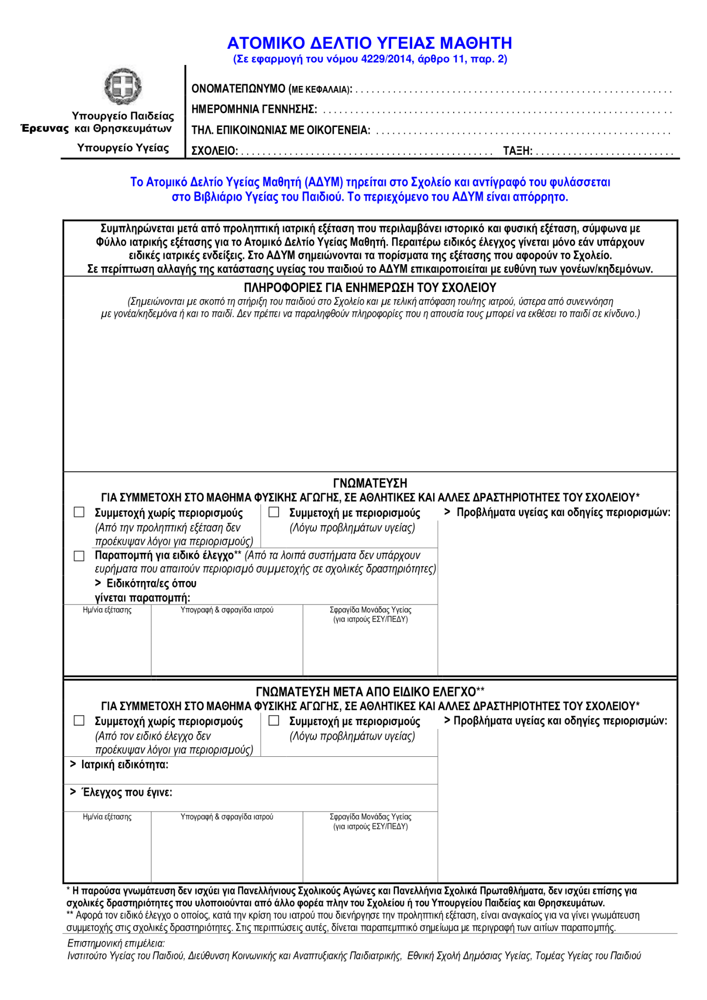 ΑΤΟΜΙΚΟ ΔΕΛΤΙΟ ΥΓΕΙΑΣ ΜΑΘΗΤΗ
(Σε εφαρμογή του νόμου 4229/2014, άρθρο 11, παρ. 2)
Υπουργείο Παιδείας
Έρευνας και Θρησκευμάτων
Υπουργείο Υγείας
ΟΝΟΜΑΤΕΠΩΝΥΜΟ (ΜΕ ΚΕΦΑΛΑΙΑ):
ΗΜΕΡΟΜΗΝΙΑ ΓΕΝΝΗΣΗΣ:
ΤΗΛ. ΕΠΙΚΟΙΝΩΝΙΑΣ ΜΕ ΟΙΚΟΓΕΝΕΙΑ:
ΣΧΟΛΕΙΟ: ΤΑΞΗ:
Το Ατομικό Δελτίο Υγείας Μαθητή (ΑΔΥΜ) τηρείται στο Σχολείο και αντίγραφό του φυλάσσεται
στο Βιβλιάριο Υγείας του Παιδιού. Το περιεχόμενο του ΑΔΥΜ είναι απόρρητο.
Συμπληρώνεται μετά από προληπτική ιατρική εξέταση που περιλαμβάνει ιστορικό και φυσική εξέταση, σύμφωνα με
Φύλλο ιατρικής εξέτασης για το Ατομικό Δελτίο Υγείας Μαθητή. Περαιτέρω ειδικός έλεγχος γίνεται μόνο εάν υπάρχουν
ειδικές ιατρικές ενδείξεις. Στο ΑΔΥΜ σημειώνονται τα πορίσματα της εξέτασης που αφορούν το Σχολείο.
Σε περίπτωση αλλαγής της κατάστασης υγείας του παιδιού το ΑΔΥΜ επικαιροποιείται με ευθύνη των γονέων/κηδεμόνων.
ΠΛΗΡΟΦΟΡΙΕΣ ΓΙΑ ΕΝΗΜΕΡΩΣΗ ΤΟΥ ΣΧΟΛΕΙΟΥ
(Σημειώνονται με σκοπό τη στήριξη του παιδιού στο Σχολείο και με τελική απόφαση του/της ιατρού, ύστερα από συνεννόηση
με γονέα/κηδεμόνα ή και το παιδί. Δεν πρέπει να παραληφθούν πληροφορίες που η απουσία τους μπορεί να εκθέσει το παιδί σε κίνδυνο.)
ΓΝΩΜΑΤΕΥΣΗ
ΓΙΑ ΣΥΜΜΕΤΟΧΗ ΣΤΟ ΜΑΘΗΜΑ ΦΥΣΙΚΗΣ ΑΓΩΓΗΣ, ΣΕ ΑΘΛΗΤΙΚΕΣ ΚΑΙ ΑΛΛΕΣ ΔΡΑΣΤΗΡΙΟΤΗΤΕΣ ΤΟΥ ΣΧΟΛΕΙΟΥ*
Συμμετοχή χωρίς περιορισμούς
(Από την προληπτική εξέταση δεν
προέκυψαν λόγοι για περιορισμούς)
Συμμετοχή με περιορισμούς
(Λόγω προβλημάτων υγείας)
> Προβλήματα υγείας και οδηγίες περιορισμών:
Παραπομπή για ειδικό έλεγχο** (Από τα λοιπά συστήματα δεν υπάρχουν
ευρήματα που απαιτούν περιορισμό συμμετοχής σε σχολικές δραστηριότητες)
> Ειδικότητα/ες όπου
γίνεται παραπομπή:
Ημ/νία εξέτασης
Υπογραφή & σφραγίδα ιατρού
Σφραγίδα Μονάδας Υγείας
(για ιατρούς ΕΣΥ/ΠΕΔΥ)
ΓΝΩΜΑΤΕΥΣΗ ΜΕΤΑ ΑΠΟ ΕΙΔΙΚΟ ΕΛΕΓΧΟ**
ΓΙΑ ΣΥΜΜΕΤΟΧΗ ΣΤΟ ΜΑΘΗΜΑ ΦΥΣΙΚΗΣ ΑΓΩΓΗΣ, ΣΕ ΑΘΛΗΤΙΚΕΣ ΚΑΙ ΑΛΛΕΣ ΔΡΑΣΤΗΡΙΟΤΗΤΕΣ ΤΟΥ ΣΧΟΛΕΙΟΥ*
Συμμετοχή χωρίς περιορισμούς
(Από τον ειδικό έλεγχο δεν
προέκυψαν λόγοι για περιορισμούς)
Συμμετοχή με περιορισμούς
(Λόγω προβλημάτων υγείας)
> Προβλήματα υγείας και οδηγίες περιορισμών:
> Ιατρική ειδικότητα:
> Έλεγχος που έγινε:
Ημ/νία εξέτασης
Υπογραφή & σφραγίδα ιατρού
Σφραγίδα Μονάδας Υγείας
(για ιατρούς ΕΣΥ/ΠΕΔΥ)
* Η παρούσα γνωμάτευση δεν ισχύει για Πανελλήνιους Σχολικούς Αγώνες και Πανελλήνια Σχολικά Πρωταθλήματα, δεν ισχύει επίσης για
σχολικές δραστηριότητες που υλοποιούνται από άλλο φορέα πλην του Σχολείου ή του Υπουργείου Παιδείας και Θρησκευμάτων.
** Αφορά τον ειδικό έλεγχο ο οποίος, κατά την κρίση του ιατρού που διενήργησε την προληπτική εξέταση, είναι αναγκαίος για να γίνει γνωμάτευση
συμμετοχής στις σχολικές δραστηριότητες. Στις περιπτώσεις αυτές, δίνεται παραπεμπτικό σημείωμα με περιγραφή των αιτίων παραπομπής.
Επιστημονική επιμέλεια:
Ινστιτούτο Υγείας του Παιδιού, Διεύθυνση Κοινωνικής και Αναπτυξιακής Παιδιατρικής, Εθνική Σχολή Δημόσιας Υγείας, Τομέας Υγείας του Παιδιού